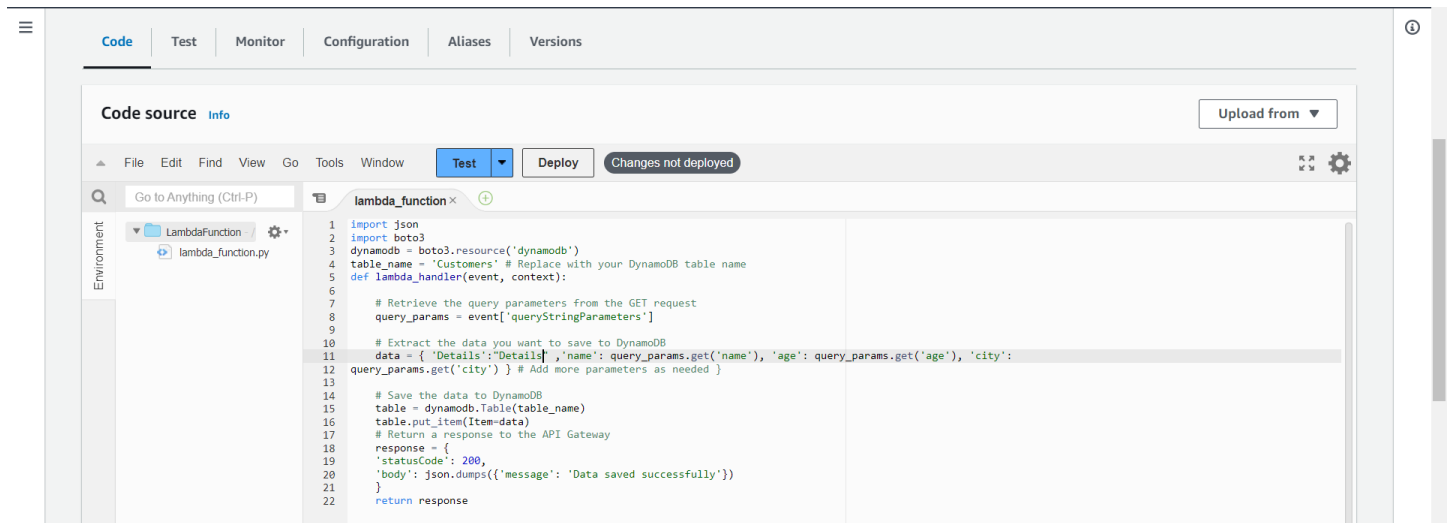 Code Test Monitor Configuration Aliases Versions
Code source Info
Upload from
File Edit Find View Go Tools Window Test Deploy Changes not deployed
Go to Anything (Ctrl-P)
lambda_function
Environment
LambdaFunction - /
lambda_function.py
1 import json
2 import boto3
3 dynamodb = boto3.resource('dynamodb')
4 table_name = 'Customers' # Replace with your DynamoDB table name
5 def lambda_handler(event, context):
6
7 # Retrieve the query parameters from the GET request
8 query_params = event['queryStringParameters']
9
10 # Extract the data you want to save to DynamoDB
11 data = { 'Details':"Details" ,'name': query_params.get('name'), 'age': query_params.get('age'), 'city':
12 query_params.get('city') } # Add more parameters as needed }
13
14 # Save the data to DynamoDB
15 table = dynamodb.Table(table_name)
16 table.put_item(Item=data)
17 # Return a response to the API Gateway
18 response = {
19 'statusCode': 200,
20 'body': json.dumps({'message': 'Data saved successfully'})
21 }
22 return response